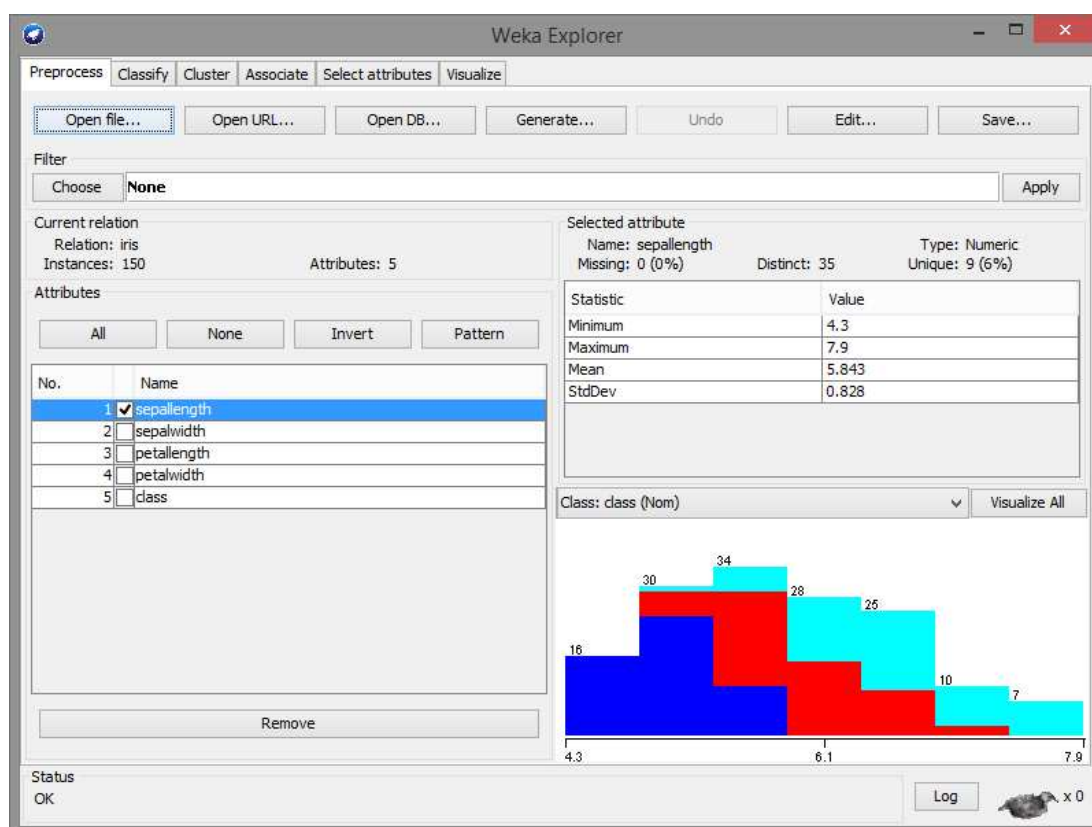 Weka Explorer
Preprocess Classify Cluster Associate Select attributes Visualize
Open file... Open URL... Open DB... Generate... Undo Edit... Save...
Filter
Choose None Apply
Current relation
Relation: iris
Instances: 150 Attributes: 5
Attributes
All None Invert Pattern
No. Name
1 sepallength
2 sepalwidth
3 petallength
4 petalwidth
5 class
Remove
Selected attribute
Name: sepallength Type: Numeric
Missing: 0 (0%) Distinct: 35 Unique: 9 (6%)
Statistic Value
Minimum 4.3
Maximum 7.9
Mean 5.843
StdDev 0.828
Class: class (Nom) Visualize All
16 30 34 28 25 10 7
4.3 6.1 7.9
Status
OK Log x 0